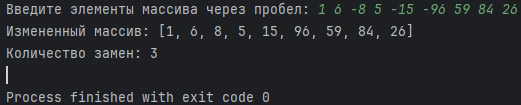 Введите элементы массива через пробел: 1 6 -8 5 -15 -96 59 84 26
Измененный массив: [1, 6, 8, 5, 15, 96, 59, 84, 26]
Количество замен: 3
Process finished with exit code 0